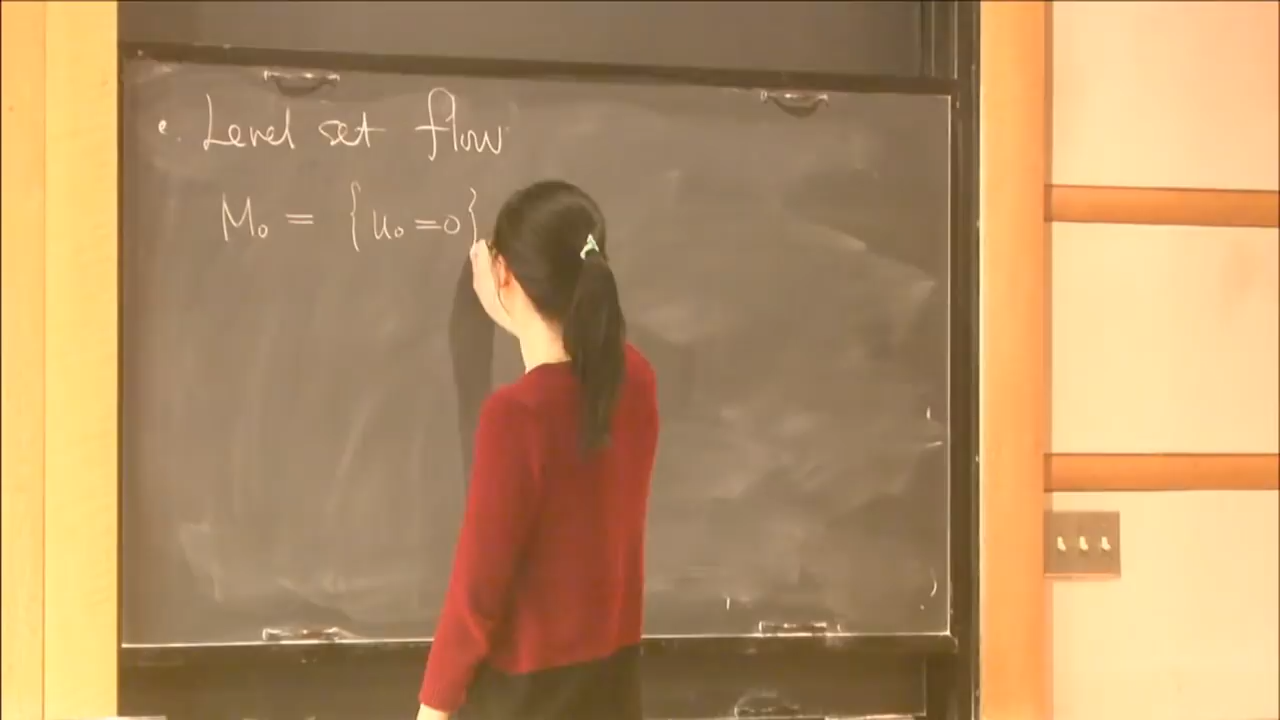 • Level set flow
M₀ = {u₀ = 0}